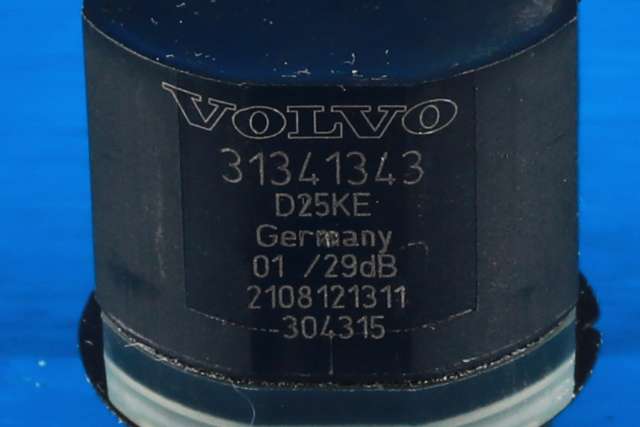 VOLVO
31341343
D25KE
Germany
01 /29dB
2108121311
304315